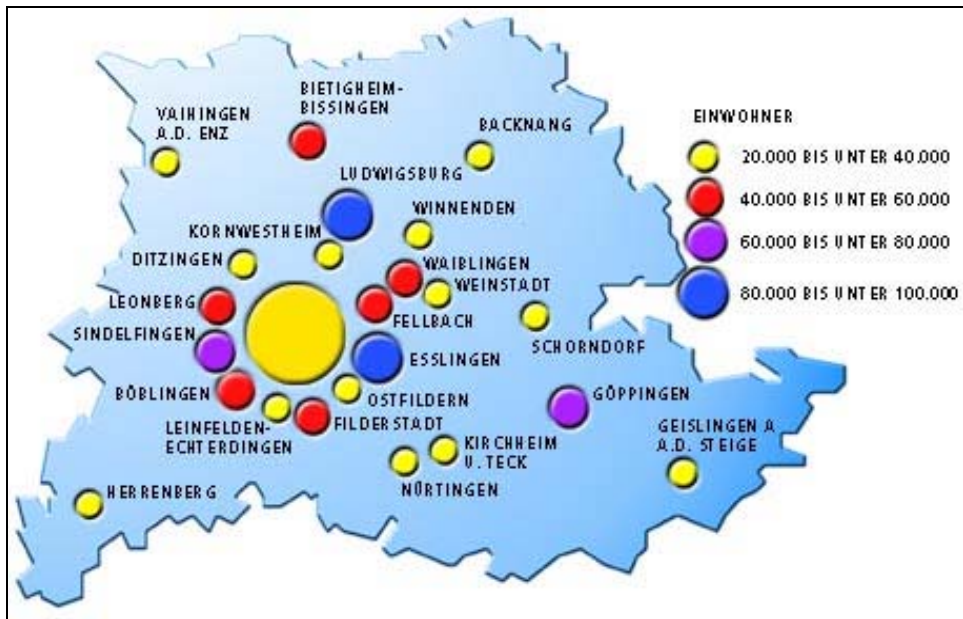 BIETIGHEIM-
BISSINGEN
VAIHINGEN
A.D. ENZ
BACKNANG
LUDWIGSBURG
WINNENDEN
KORNWESTHEIM
DITZINGEN
WAIBLINGEN
WEINSTADT
LEONBERG
FELLBACH
SINDELFINGEN
SCHORNDORF
ESSLINGEN
BÖBLINGEN
OSTFILDERN
GÖPPINGEN
LEINFELDEN-
ECHTERDINGEN
FILDERSTADT
KIRCHHEIM
U. TECK
GEISLINGEN A
A.D. STEIGE
NÜRTINGEN
HERRENBERG
EINWOHNER
20.000 BIS UNTER 40.000
40.000 BIS UNTER 60.000
60.000 BIS UNTER 80.000
80.000 BIS UNTER 100.000